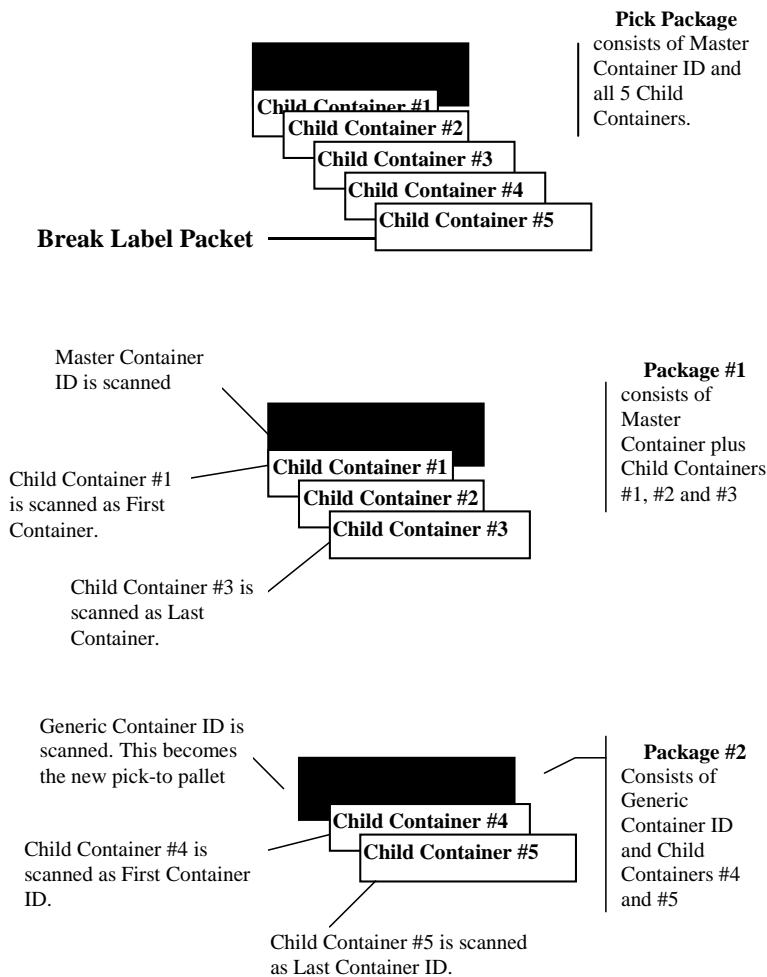 Pick Package
consists of Master
Container ID and
all 5 Child
Containers.
Child Container #1
Child Container #2
Child Container #3
Child Container #4
Child Container #5
Break Label Packet
Master Container
ID is scanned
Package #1
consists of
Master
Container plus
Child Containers
#1, #2 and #3
Child Container #1
is scanned as First
Container.
Child Container #1
Child Container #2
Child Container #3
Child Container #3 is
scanned as Last
Container.
Generic Container ID is
scanned. This becomes
the new pick-to pallet
Package #2
Consists of
Generic
Container ID
and Child
Containers #4
and #5
Child Container #4
Child Container #5
Child Container #4 is
scanned as First Container
ID.
Child Container #5 is scanned
as Last Container ID.